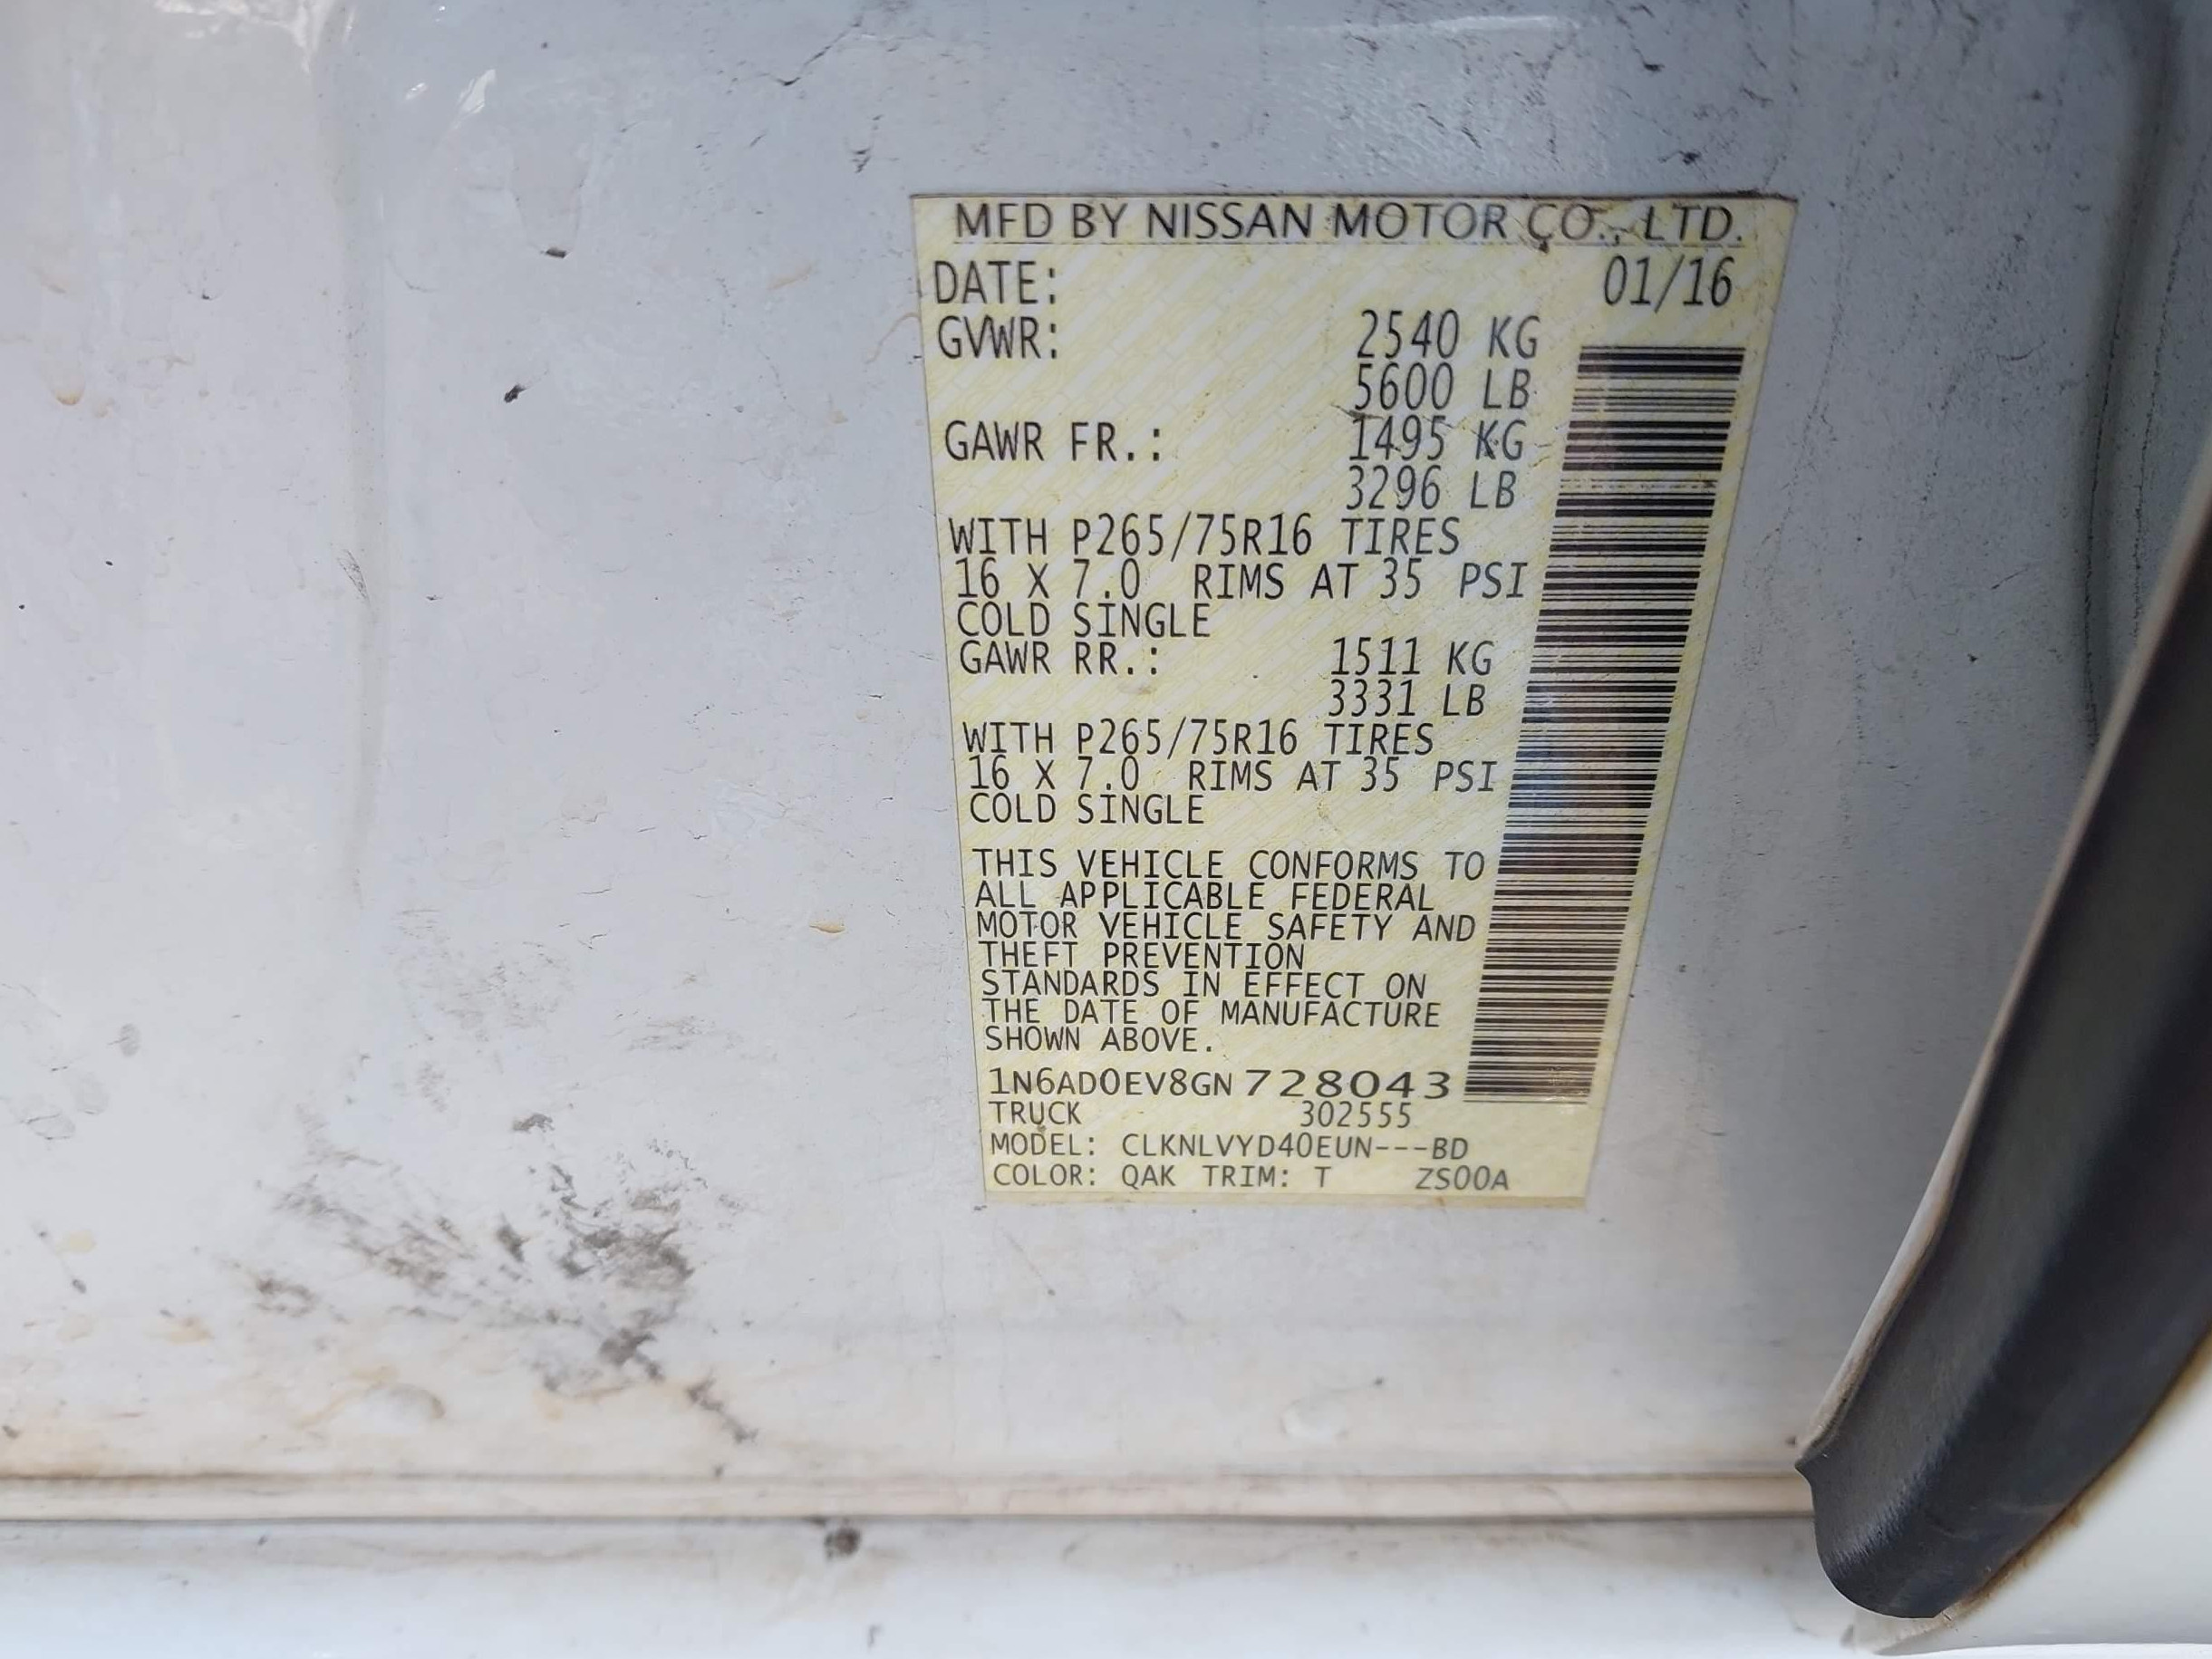 MFD BY NISSAN MOTOR CO., LTD.
DATE: 01/16
GVWR: 2540 KG
5600 LB
GAWR FR.: 1495 KG
3296 LB
WITH P265/75R16 TIRES
16 X 7.0 RIMS AT 35 PSI
COLD SINGLE
GAWR RR.: 1511 KG
3331 LB
WITH P265/75R16 TIRES
16 X 7.0 RIMS AT 35 PSI
COLD SINGLE
THIS VEHICLE CONFORMS TO
ALL APPLICABLE FEDERAL
MOTOR VEHICLE SAFETY AND
THEFT PREVENTION
STANDARDS IN EFFECT ON
THE DATE OF MANUFACTURE
SHOWN ABOVE.
1N6AD0EV8GN728043
TRUCK 302555
MODEL: CLKNLVYD40EUN---BD
COLOR: QAK TRIM: T ZS00A